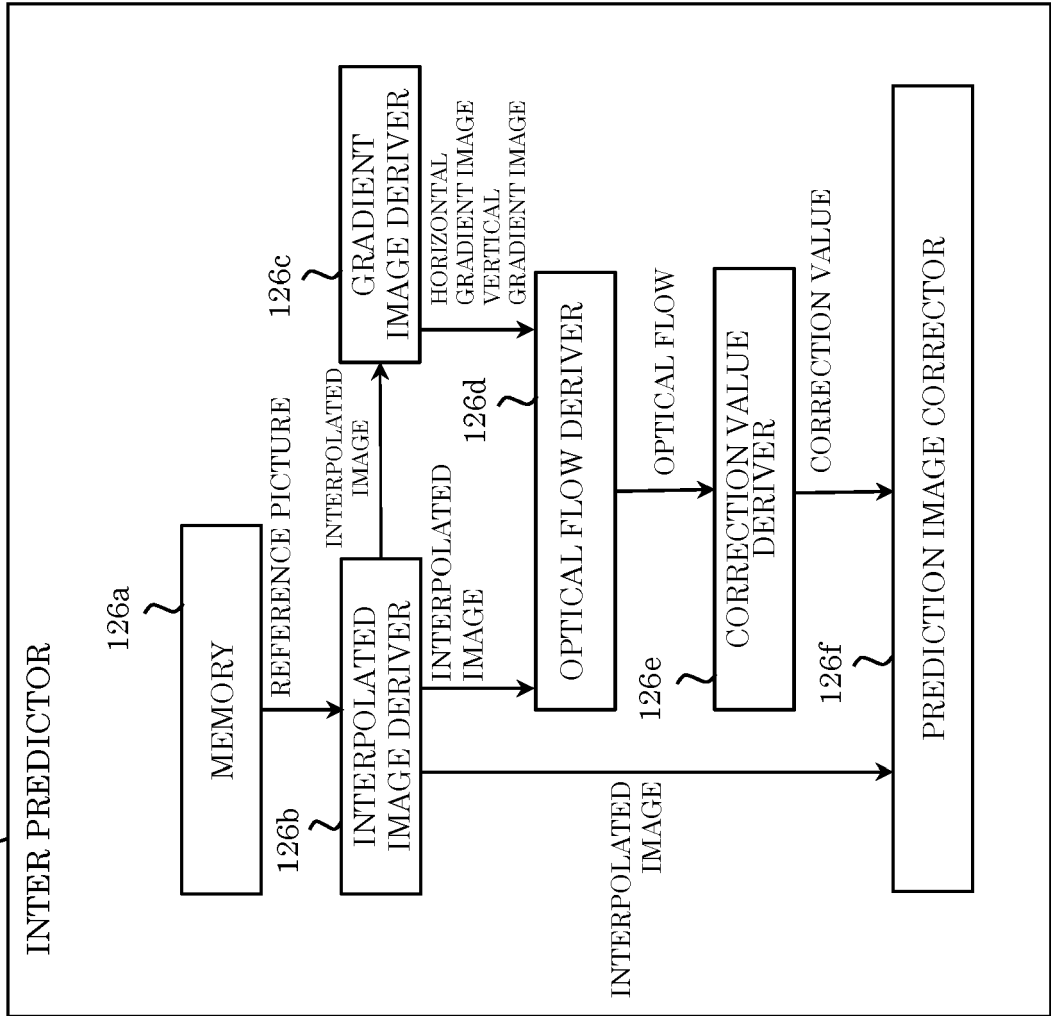 INTER PREDICTOR
126a
MEMORY
REFERENCE PICTURE
126b
INTERPOLATED
IMAGE DERIVER
INTERPOLATED
IMAGE
126c
GRADIENT
IMAGE DERIVER
HORIZONTAL
GRADIENT IMAGE
VERTICAL
GRADIENT IMAGE
INTERPOLATED
IMAGE
126d
OPTICAL FLOW DERIVER
OPTICAL FLOW
126e
CORRECTION VALUE
DERIVER
CORRECTION VALUE
INTERPOLATED
IMAGE
126f
PREDICTION IMAGE CORRECTOR